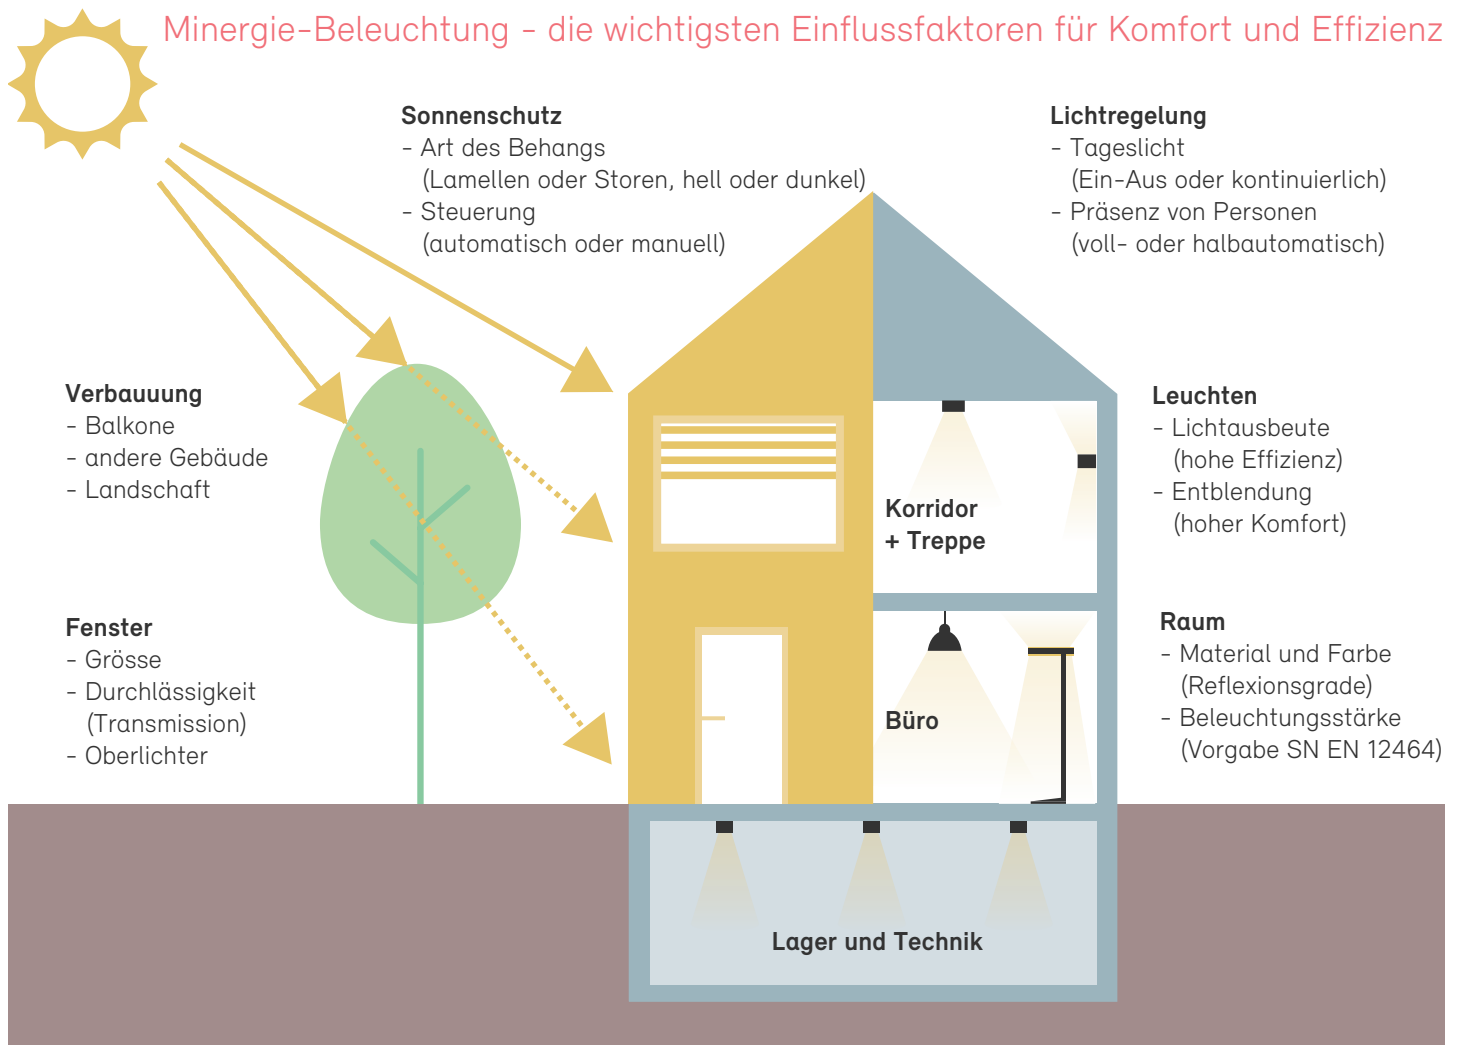 Minergie-Beleuchtung - die wichtigsten Einflussfaktoren für Komfort und Effizienz
Sonnenschutz
- Art des Behangs
(Lamellen oder Storen, hell oder dunkel)
- Steuerung
(automatisch oder manuell)
Lichtregelung
- Tageslicht
(Ein-Aus oder kontinuierlich)
- Präsenz von Personen
(voll- oder halbautomatisch)
Verbauuung
- Balkone
- andere Gebäude
- Landschaft
Leuchten
- Lichtausbeute
(hohe Effizienz)
- Entblendung
(hoher Komfort)
Korridor
+ Treppe
Fenster
- Grösse
- Durchlässigkeit
(Transmission)
- Oberlichter
Raum
- Material und Farbe
(Reflexionsgrade)
- Beleuchtungsstärke
(Vorgabe SN EN 12464)
Büro
Lager und Technik